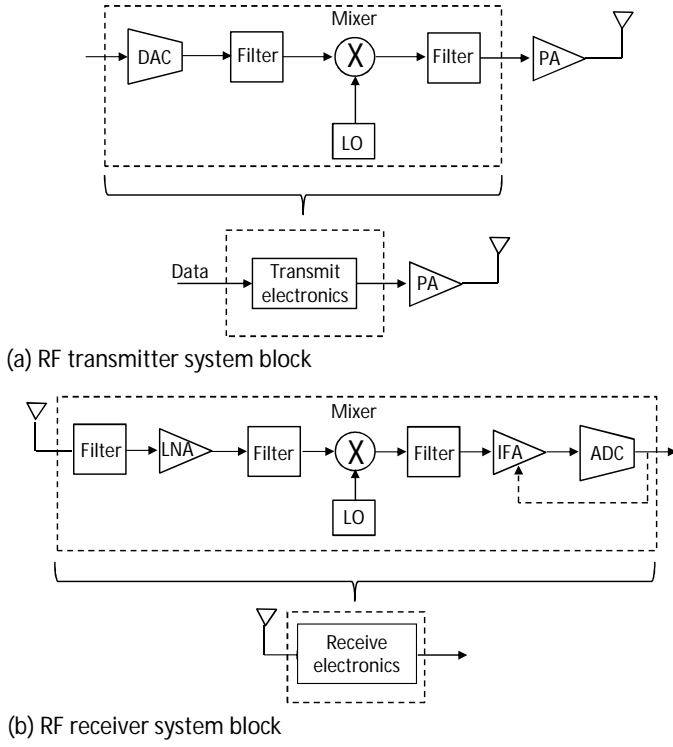 Mixer
DAC
Filter
X
Filter
PA
LO
Data
Transmit
electronics
PA
(a) RF transmitter system block
Mixer
Filter
LNA
Filter
X
Filter
IFA
ADC
LO
Receive
electronics
(b) RF receiver system block